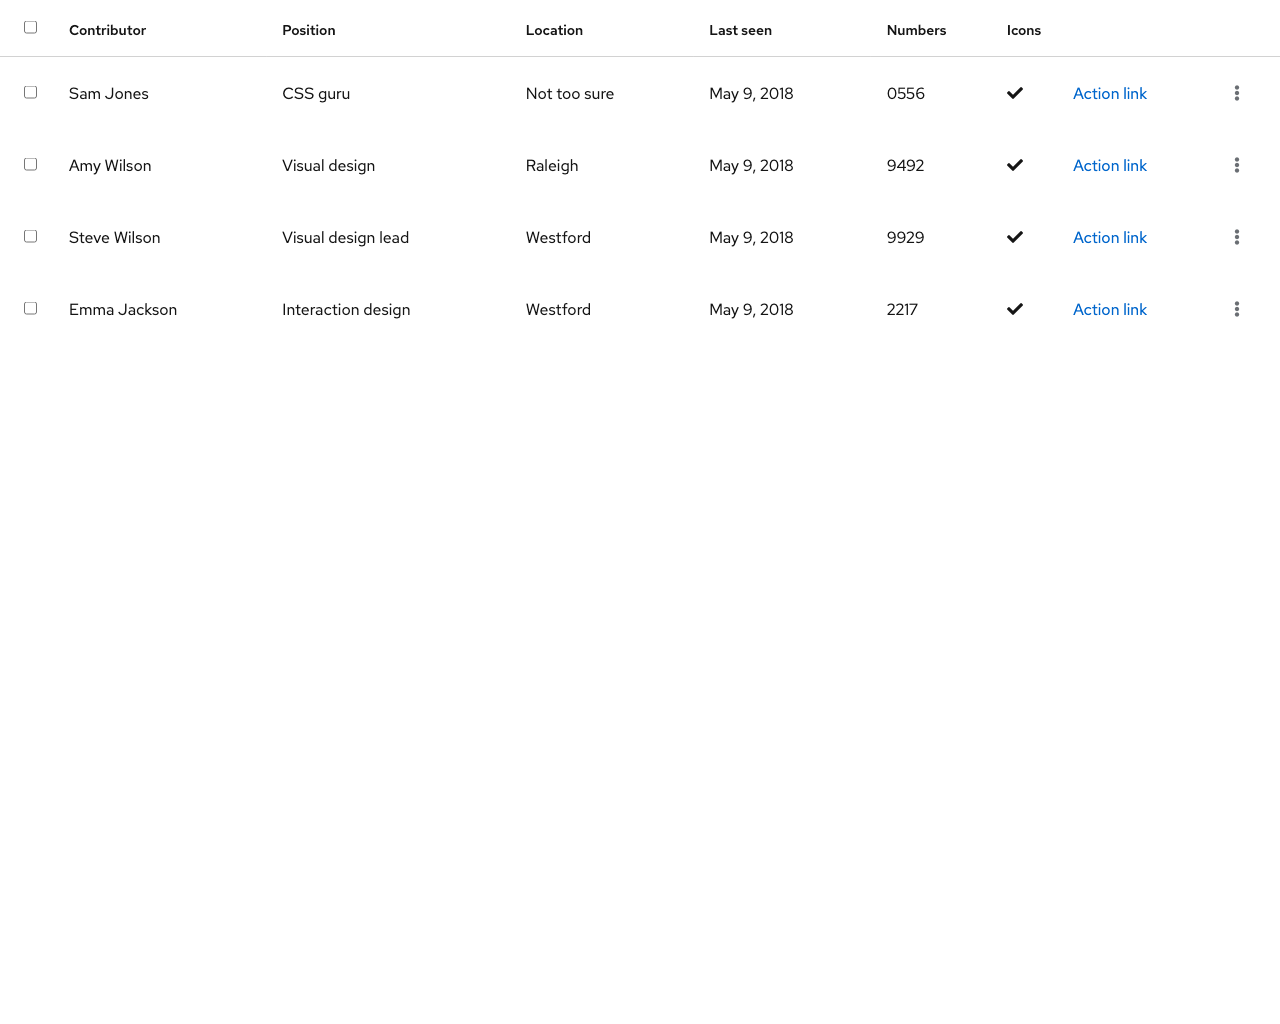 Contributor Position Location Last seen Numbers Icons
Sam Jones CSS guru Not too sure May 9, 2018 0556 Action link
Amy Wilson Visual design Raleigh May 9, 2018 9492 Action link
Steve Wilson Visual design lead Westford May 9, 2018 9929 Action link
Emma Jackson Interaction design Westford May 9, 2018 2217 Action link